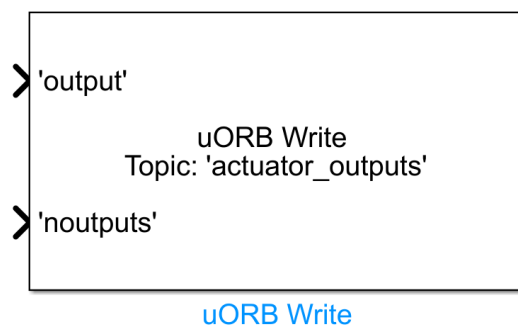 'output'
uORB Write
Topic: 'actuator_outputs'
'noutputs'
uORB Write